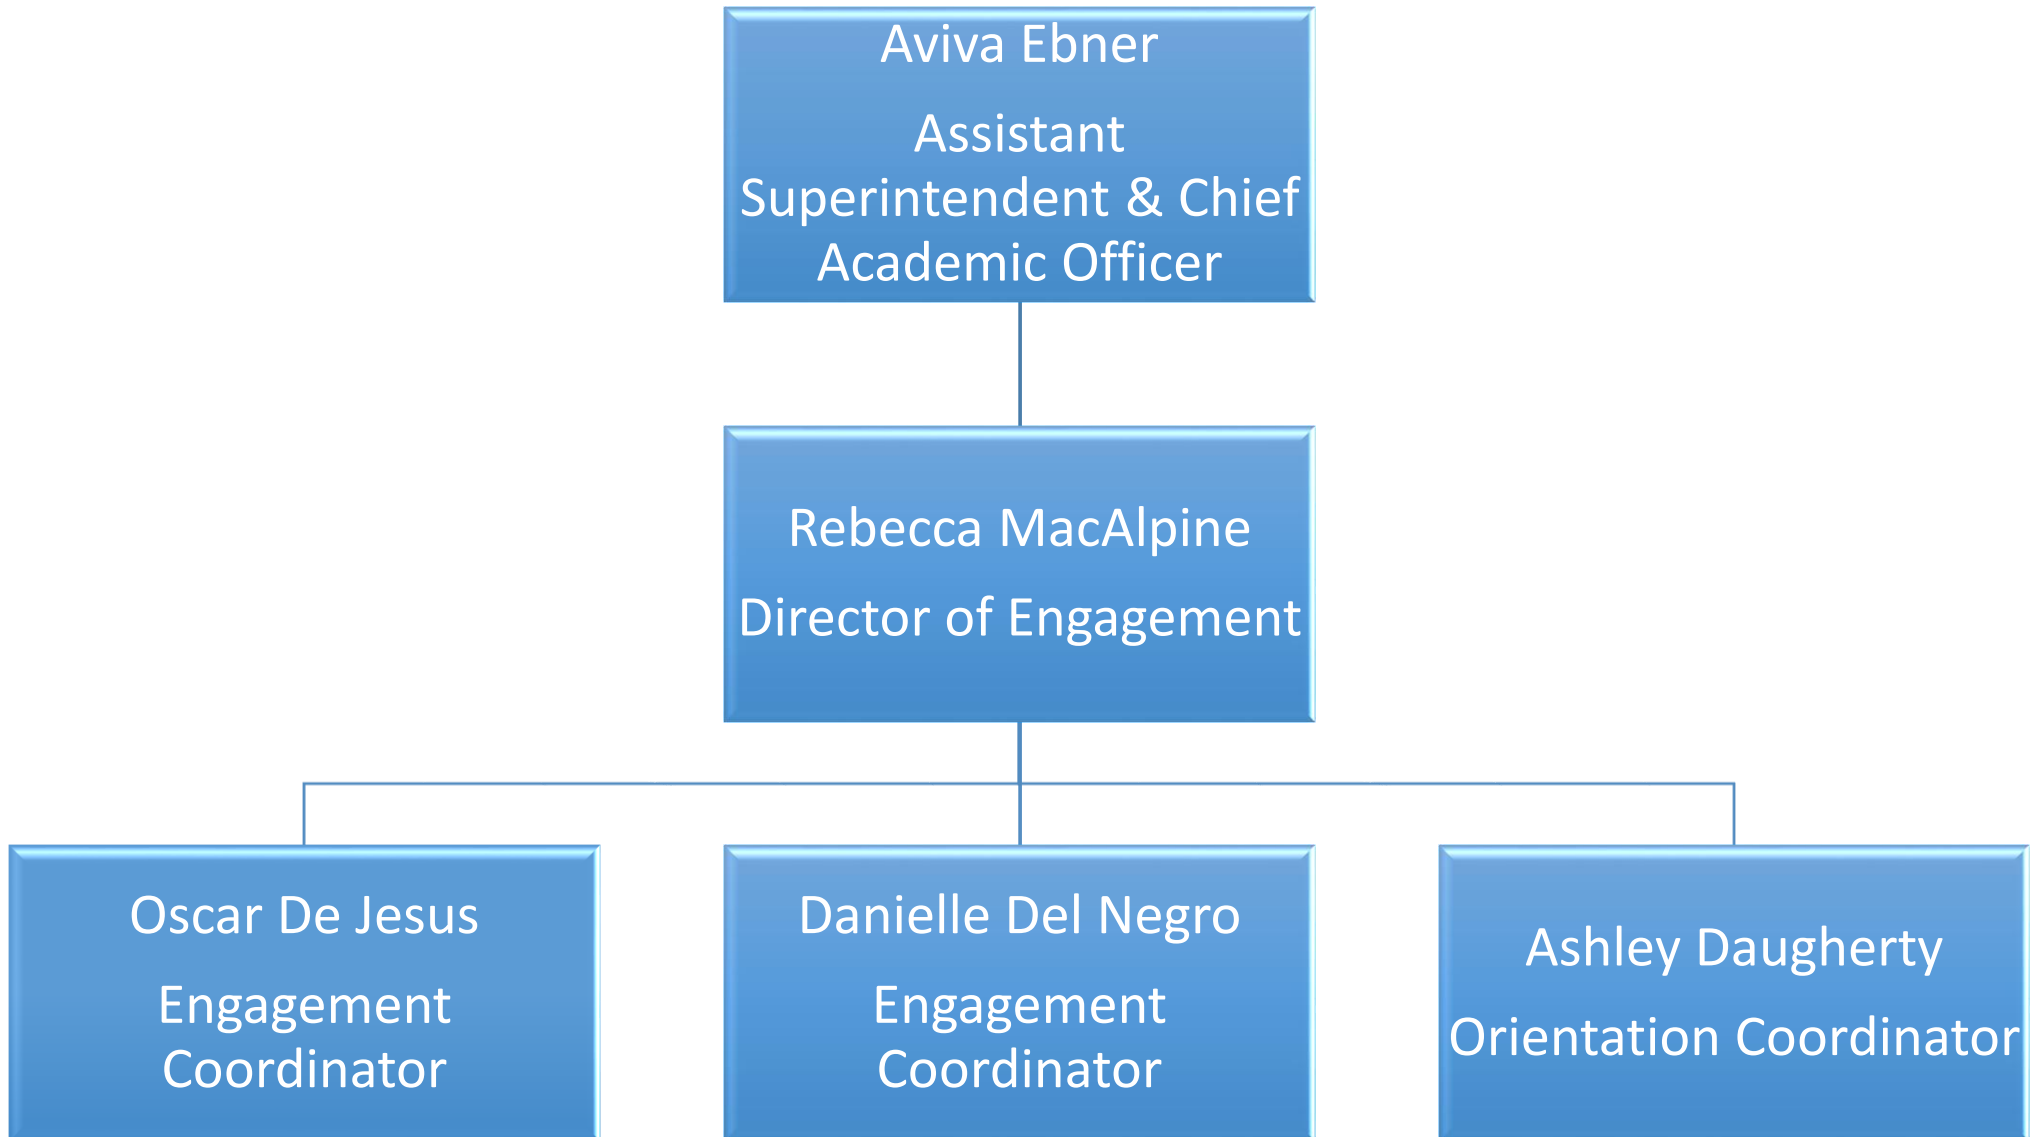 Aviva Ebner
Assistant
Superintendent & Chief
Academic Officer
Rebecca MacAlpine
Director of Engagement
Oscar De Jesus
Engagement
Coordinator
Danielle Del Negro
Engagement
Coordinator
Ashley Daugherty
Orientation Coordinator